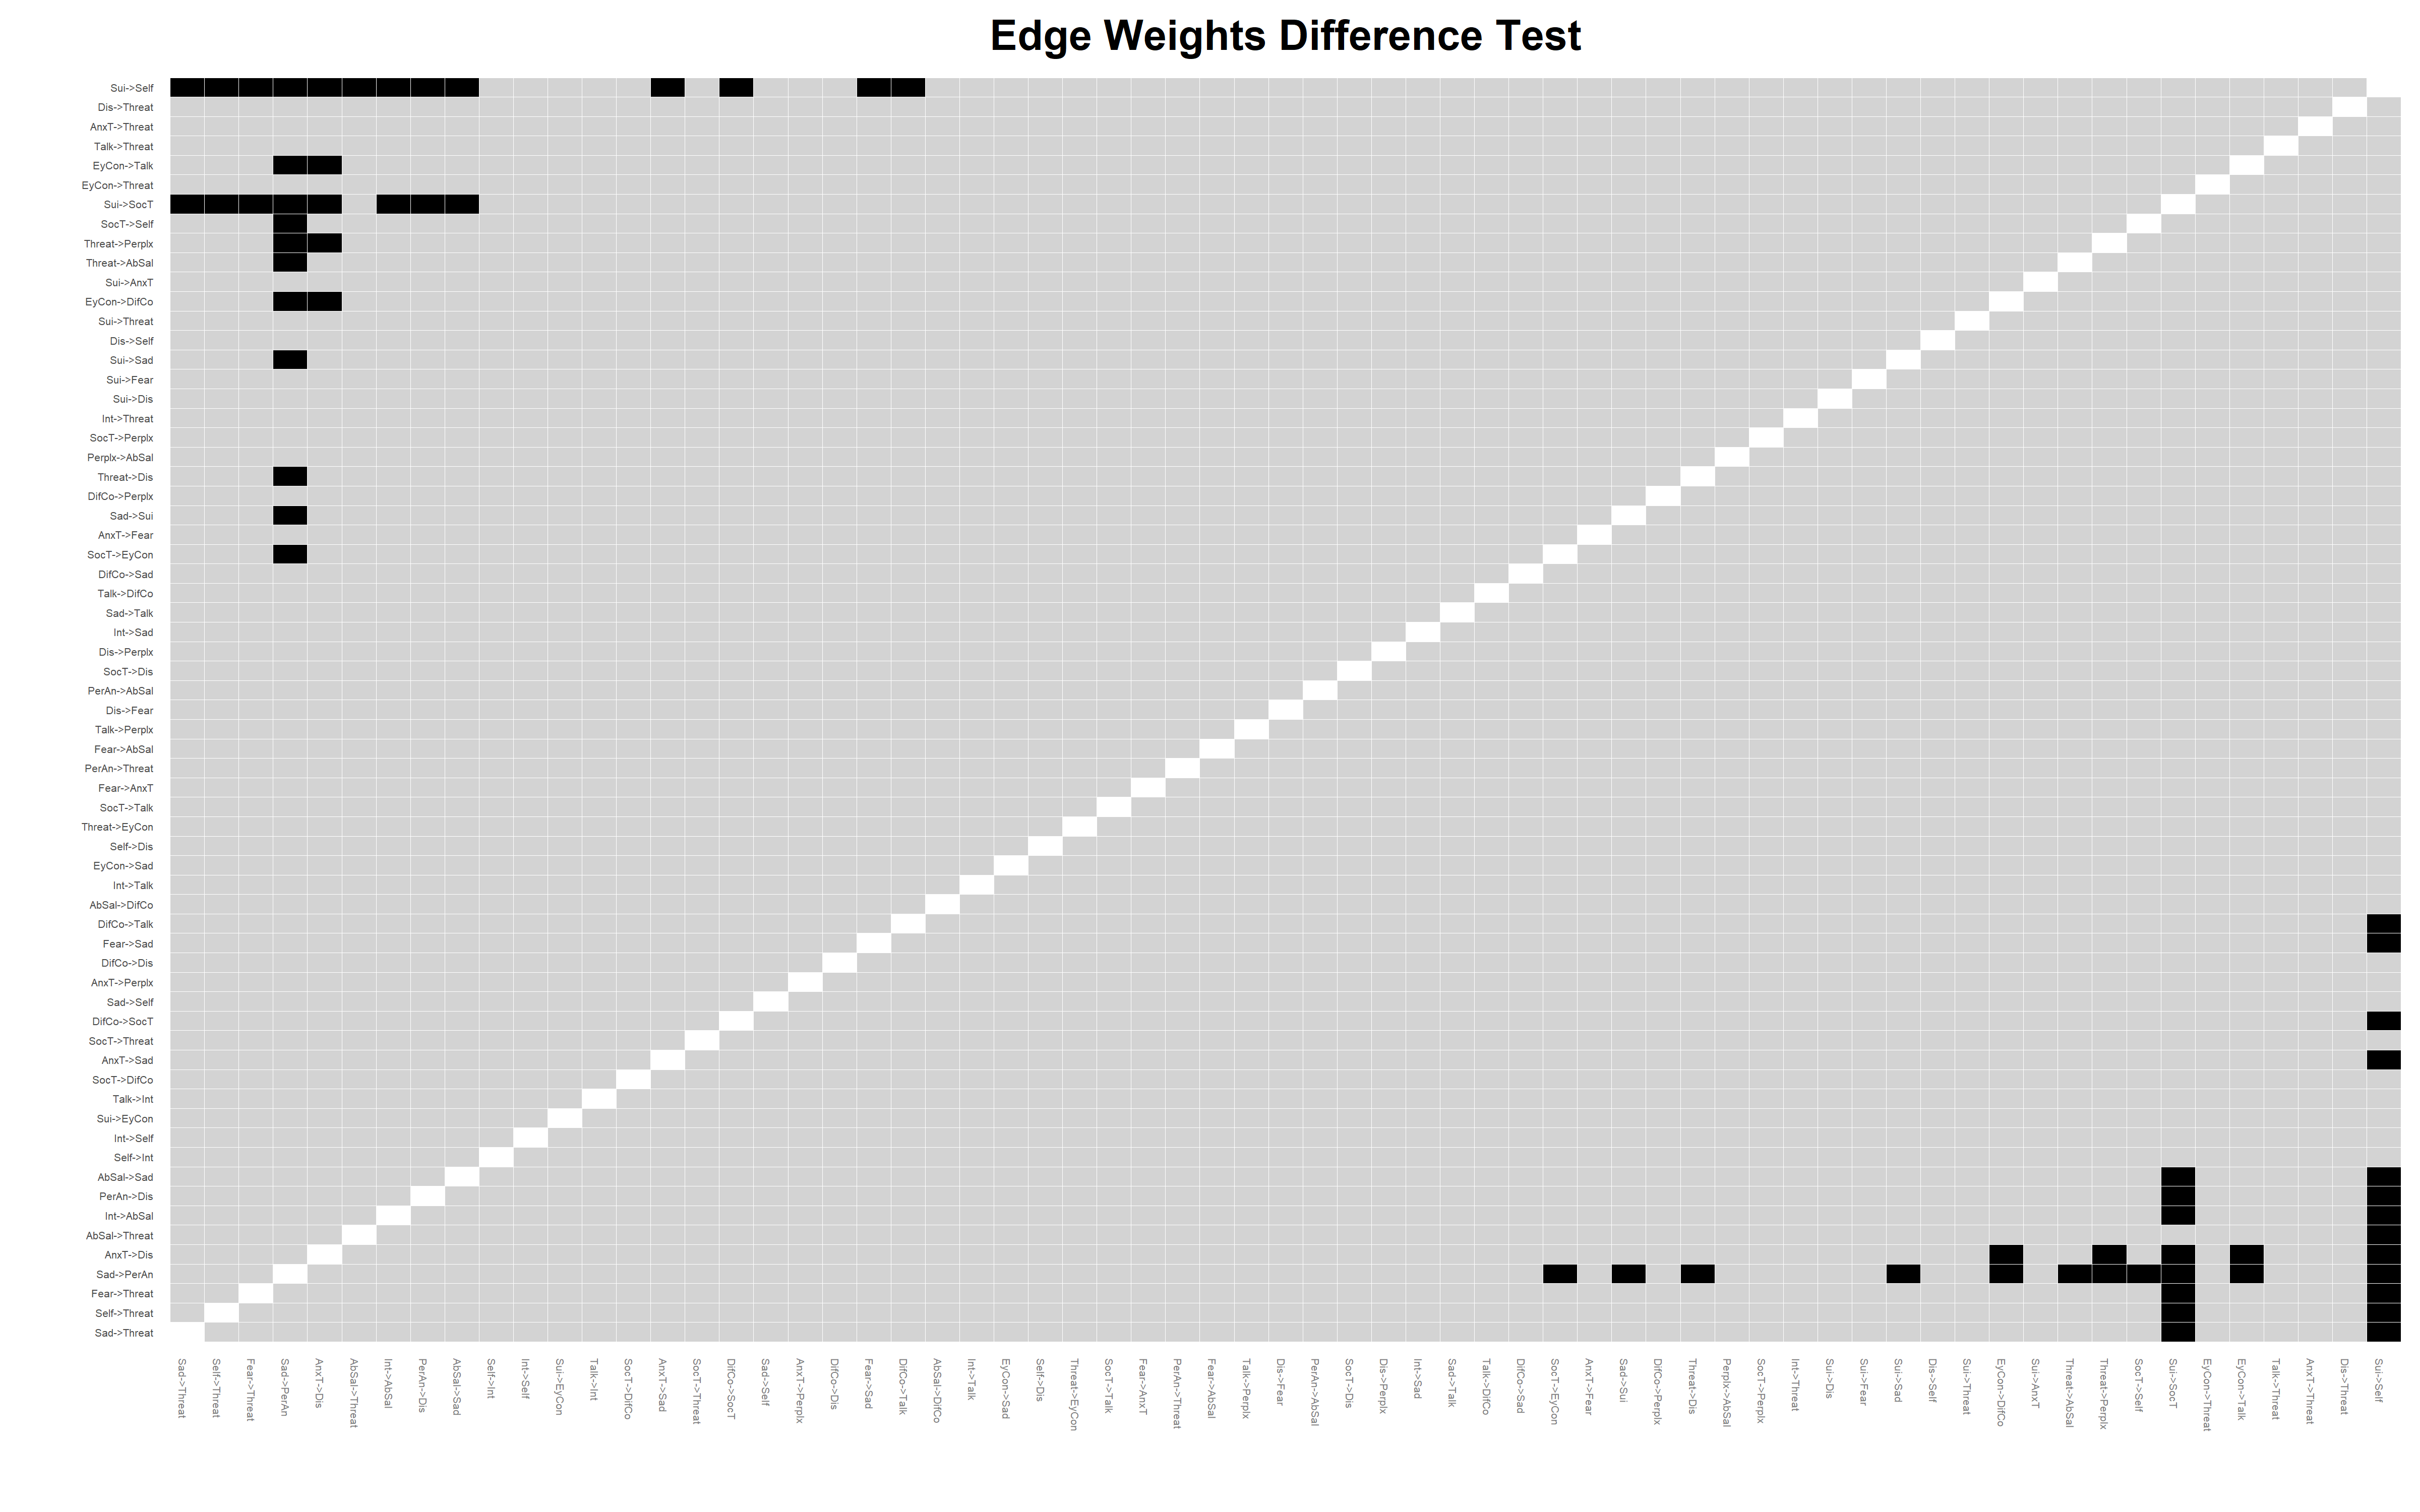 Edge Weights Difference Test
Sui->Self
Dis->Threat
AnxT->Threat
Talk->Threat
EyCon->Talk
EyCon->Threat
Sui->SocT
SocT->Self
Threat->Perplx
Threat->AbSal
Sui->AnxT
EyCon->DifCo
Sui->Threat
Dis->Self
Sui->Sad
Sui->Fear
Sui->Dis
Int->Threat
SocT->Perplx
Perplx->AbSal
Threat->Dis
DifCo->Perplx
Sad->Sui
AnxT->Fear
SocT->EyCon
DifCo->Sad
Talk->DifCo
Sad->Talk
Int->Sad
Dis->Perplx
SocT->Dis
PerAn->AbSal
Dis->Fear
Talk->Perplx
Fear->AbSal
PerAn->Threat
Fear->AnxT
SocT->Talk
Threat->EyCon
Self->Dis
EyCon->Sad
Int->Talk
AbSal->DifCo
DifCo->Talk
Fear->Sad
DifCo->Dis
AnxT->Perplx
Sad->Self
DifCo->SocT
SocT->Threat
AnxT->Sad
SocT->DifCo
Talk->Int
Sui->EyCon
Int->Self
Self->Int
AbSal->Sad
PerAn->Dis
Int->AbSal
AbSal->Threat
AnxT->Dis
Sad->PerAn
Fear->Threat
Self->Threat
Sad->Threat
Sad->Threat
Self->Threat
Fear->Threat
Sad->PerAn
AnxT->Dis
AbSal->Threat
Int->AbSal
PerAn->Dis
AbSal->Sad
Self->Int
Int->Self
Sui->EyCon
Talk->Int
SocT->DifCo
AnxT->Sad
SocT->Threat
DifCo->SocT
Sad->Self
AnxT->Perplx
DifCo->Dis
Fear->Sad
DifCo->Talk
AbSal->DifCo
Int->Talk
EyCon->Sad
Self->Dis
Threat->EyCon
SocT->Talk
Fear->AnxT
PerAn->Threat
Fear->AbSal
Talk->Perplx
Dis->Fear
PerAn->AbSal
SocT->Dis
Dis->Perplx
Int->Sad
Sad->Talk
Talk->DifCo
DifCo->Sad
SocT->EyCon
AnxT->Fear
Sad->Sui
DifCo->Perplx
Threat->Dis
Perplx->AbSal
SocT->Perplx
Int->Threat
Sui->Dis
Sui->Fear
Sui->Sad
Dis->Self
Sui->Threat
EyCon->DifCo
Sui->AnxT
Threat->AbSal
Threat->Perplx
SocT->Self
Sui->SocT
EyCon->Threat
EyCon->Talk
Talk->Threat
AnxT->Threat
Dis->Threat
Sui->Self